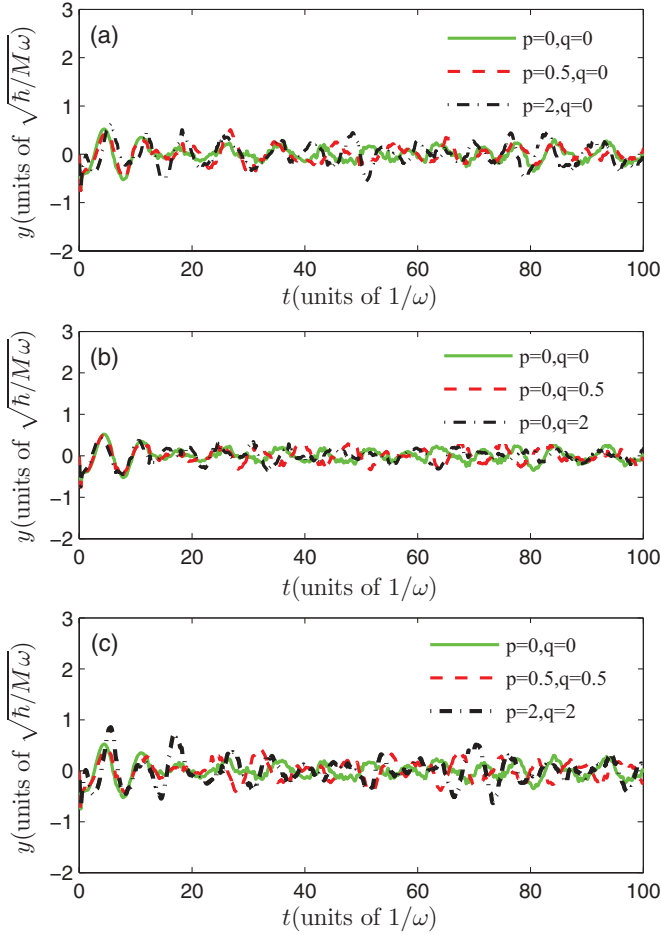 (a)
p=0,q=0
p=0.5,q=0
p=2,q=0
3
2
1
0
−1
−2
0 20 40 60 80 100
y(units of √ħ/Mω)
t(units of 1/ω)
(b)
p=0,q=0
p=0,q=0.5
p=0,q=2
3
2
1
0
−1
−2
0 20 40 60 80 100
y(units of √ħ/Mω)
t(units of 1/ω)
(c)
p=0,q=0
p=0.5,q=0.5
p=2,q=2
3
2
1
0
−1
−2
0 20 40 60 80 100
y(units of √ħ/Mω)
t(units of 1/ω)